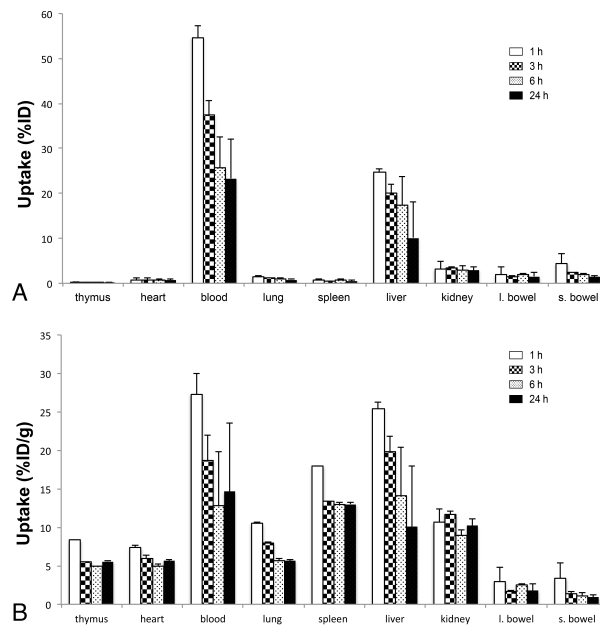 60
50
40
30
20
10
0
Uptake (%ID)
1 h
3 h
6 h
24 h
A
thymus heart blood lung spleen liver kidney l. bowel s. bowel
35
30
25
20
15
10
5
0
Uptake (%ID/g)
1 h
3 h
6 h
24 h
B
thymus heart blood lung spleen liver kidney l. bowel s. bowel